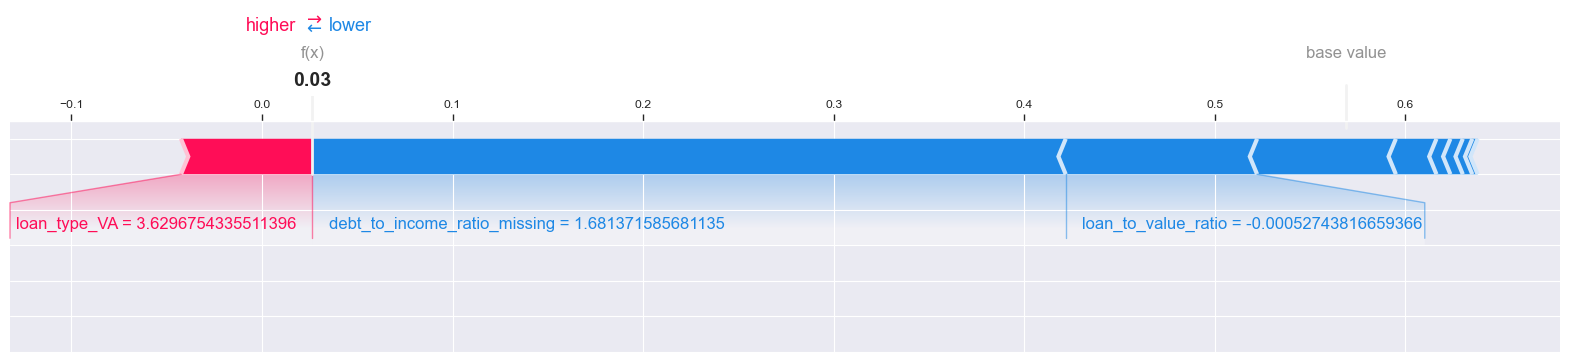 higher ⇄ lower
f(x)
base value
0.03
−0.1 0.0 0.1 0.2 0.3 0.4 0.5 0.6
loan_type_VA = 3.6296754335511396 debt_to_income_ratio_missing = 1.681371585681135 loan_to_value_ratio = -0.00052743816659366